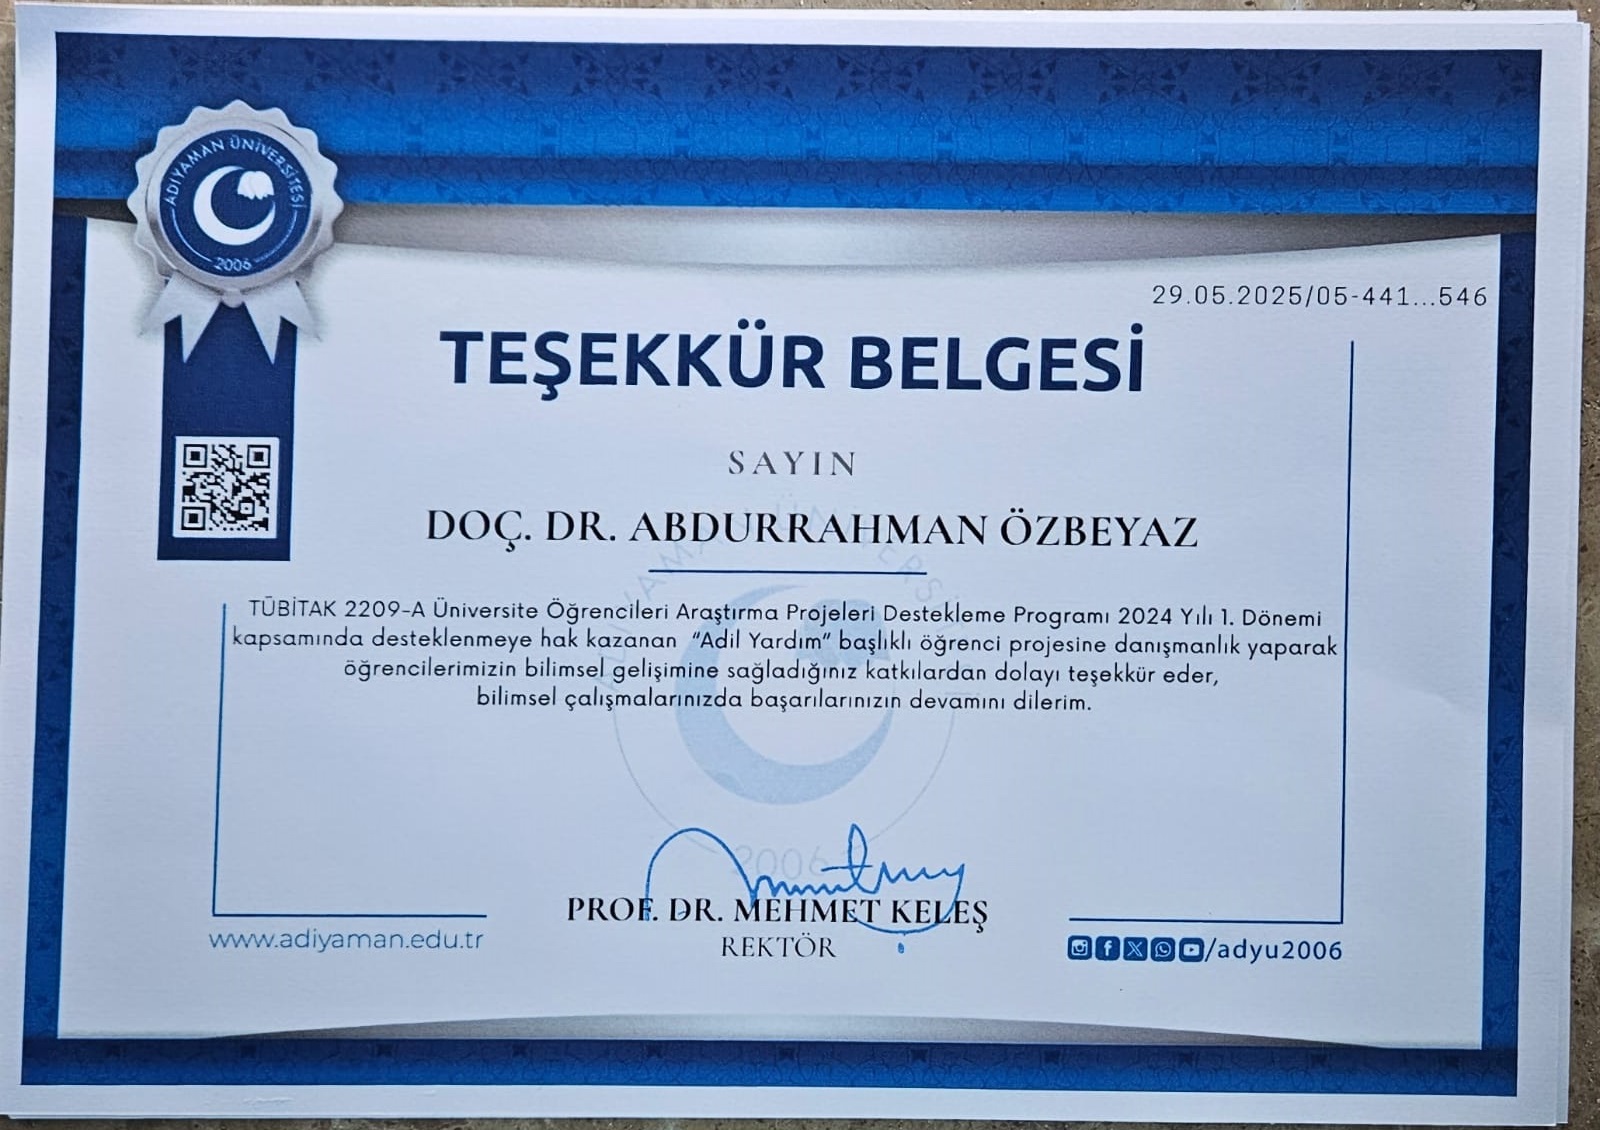 ADIYAMAN ÜNİVERSİTESİ
2006
29.05.2025/05-441...546
TEŞEKKÜR BELGESİ
SAYIN
DOÇ. DR. ABDURRAHMAN ÖZBEYAZ
TÜBİTAK 2209-A Üniversite Öğrencileri Araştırma Projeleri Destekleme Programı 2024 Yılı 1. Dönemi
kapsamında desteklenmeye hak kazanan "Adil Yardım" başlıklı öğrenci projesine danışmanlık yaparak
öğrencilerimizin bilimsel gelişimine sağladığınız katkılardan dolayı teşekkür eder,
bilimsel çalışmalarınızda başarılarınızın devamını dilerim.
2006
PROF. DR. MEHMET KELEŞ
REKTÖR
www.adiyaman.edu.tr
/adyu2006